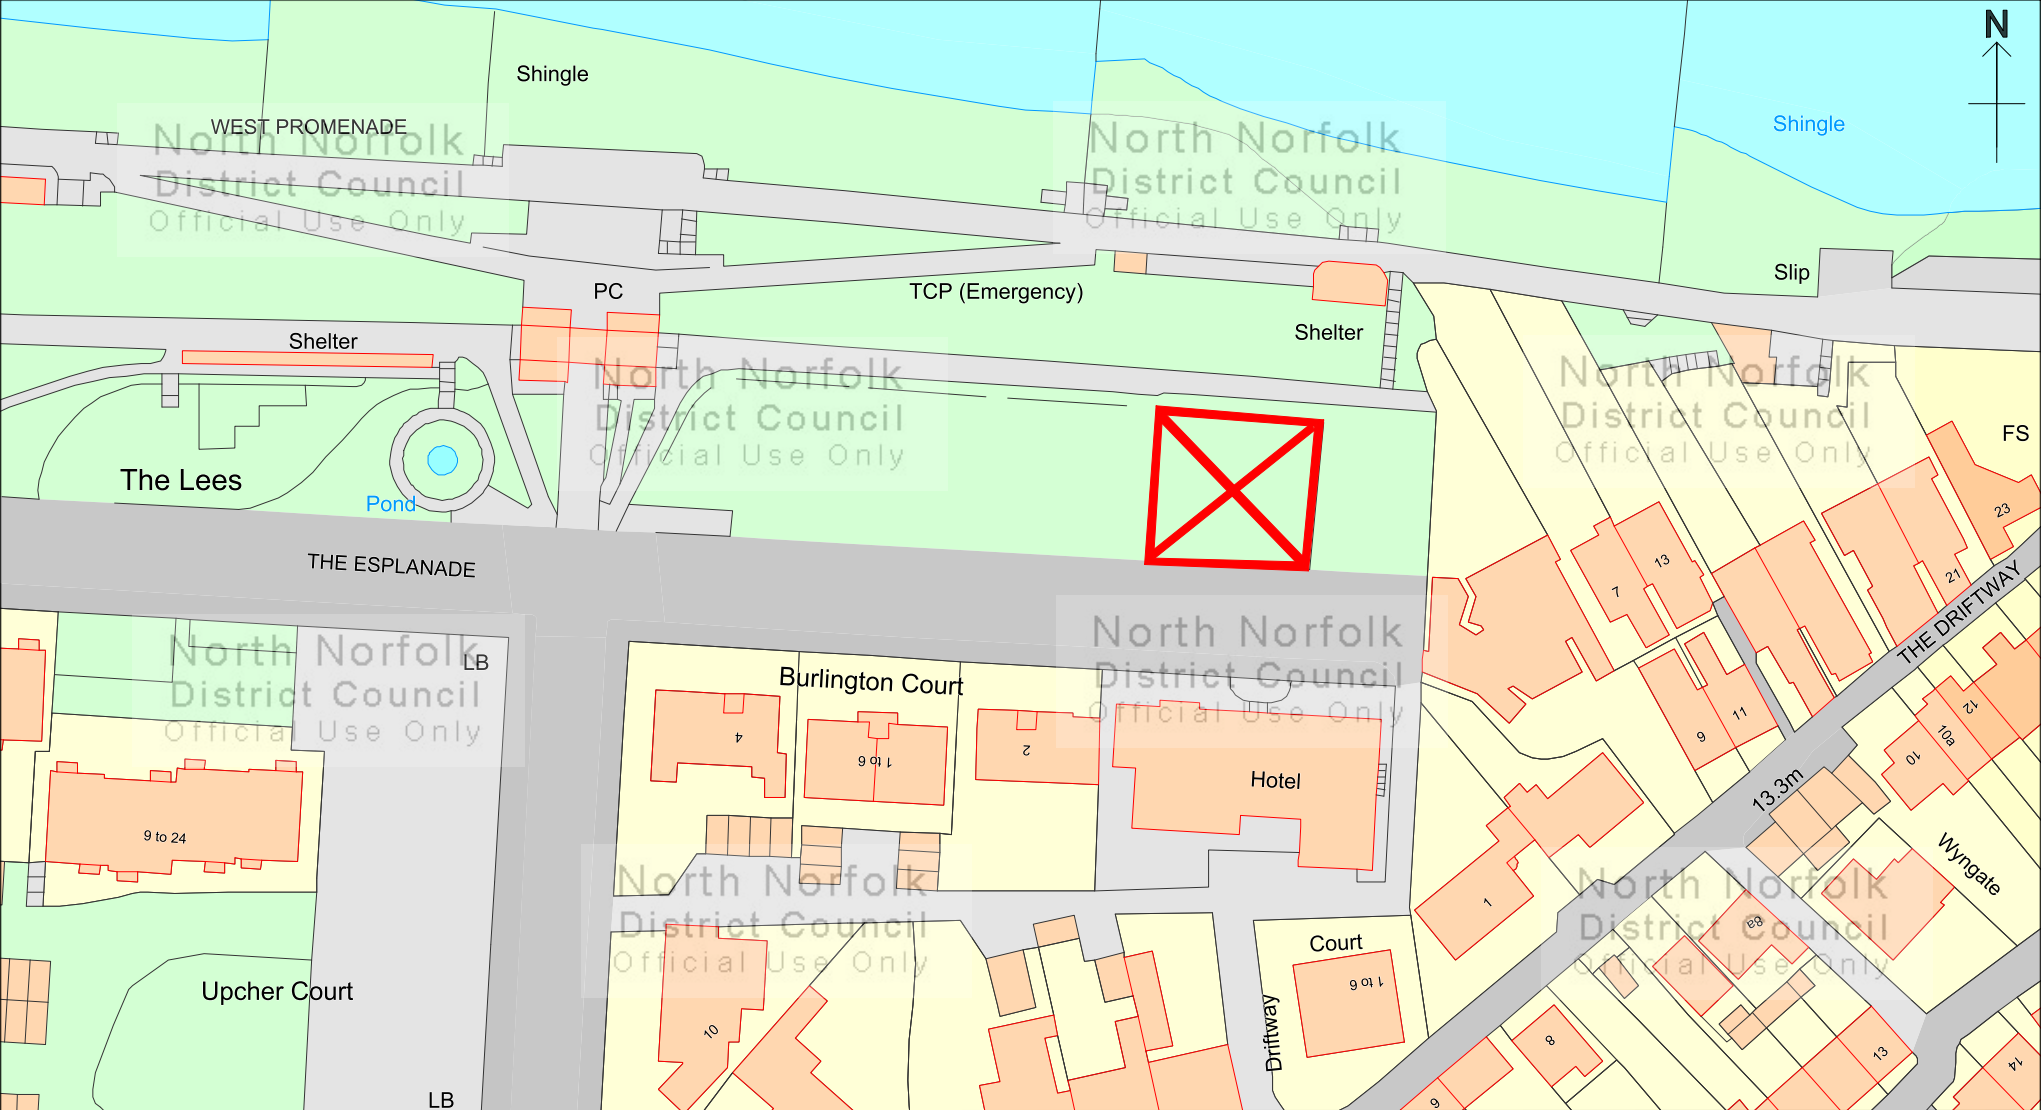 N
Shingle
Shingle
WEST PROMENADE
North Norfolk
District Council
Official Use Only
North Norfolk
District Council
Official Use Only
Slip
PC
TCP (Emergency)
Shelter
Shelter
North Norfolk
District Council
Official Use Only
North Norfolk
District Council
Official Use Only
FS
The Lees
Pond
23
THE ESPLANADE
13
7
21
THE DRIFTWAY
North Norfolk
District Council
Official Use Only
LB
North Norfolk
District Council
Official Use Only
Burlington Court
4
1 to 6
2
Hotel
11
9
12
10a
10
13.3m
9 to 24
Wyngate
North Norfolk
District Council
Official Use Only
North Norfolk
District Council
Official Use Only
1
8a
Court
1 to 6
Upcher Court
10
Driftway
8
13
14
9
LB